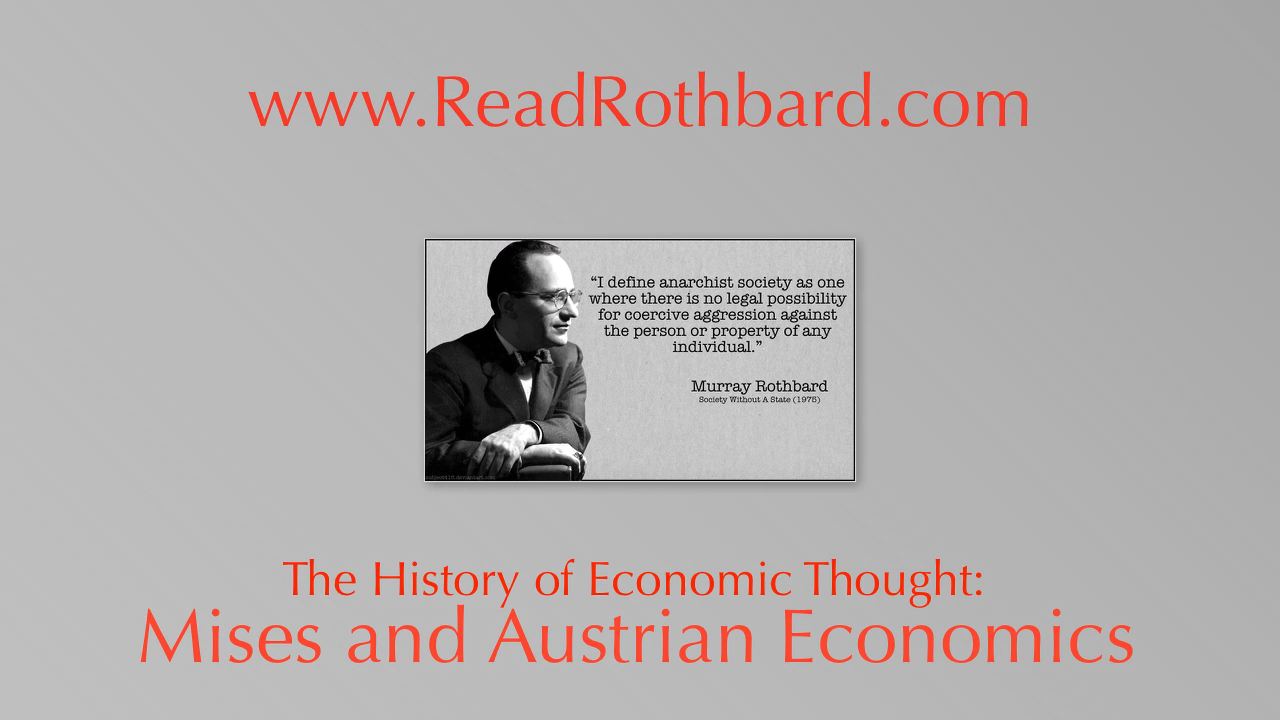 www.ReadRothbard.com
“I define anarchist society as one
where there is no legal possibility
for coercive aggression against
the person or property of any
individual.”
Murray Rothbard
Society Without A State (1975)
The History of Economic Thought:
Mises and Austrian Economics